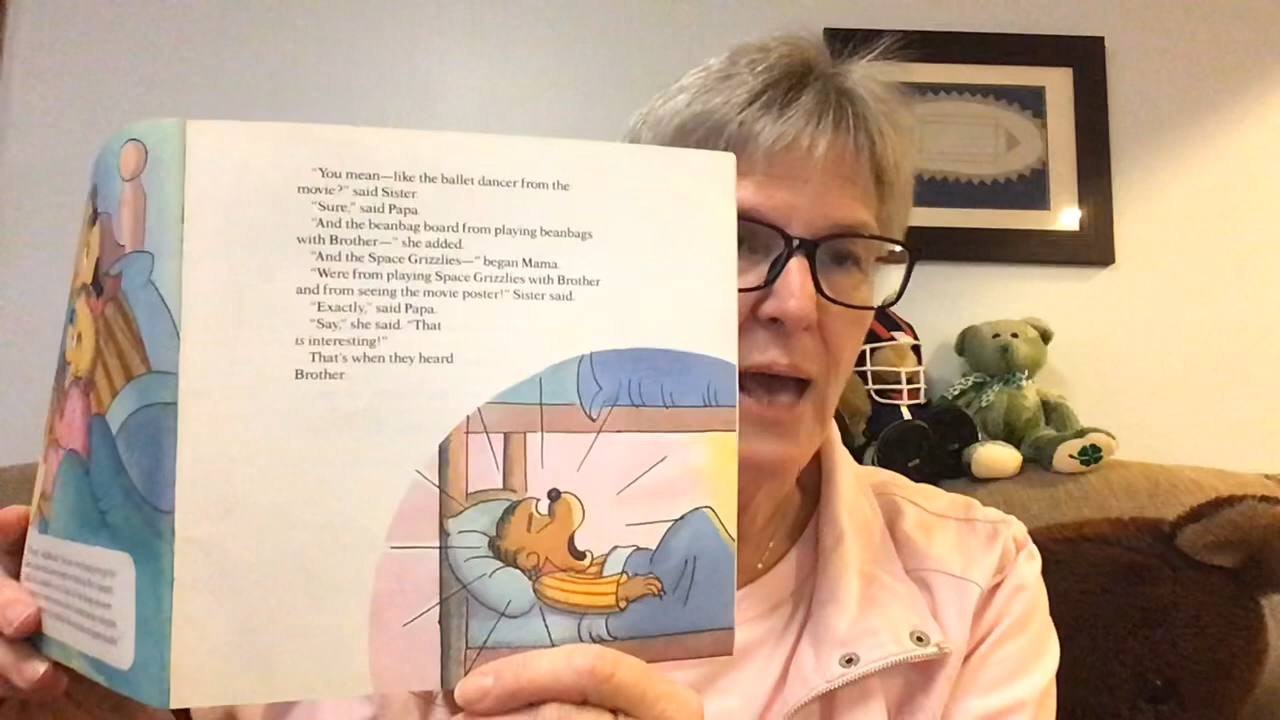 "You mean—like the ballet dancer from the
movie?" said Sister.
"Sure," said Papa.
"And the beanbag board from playing beanbags
with Brother—" she added.
"And the Space Grizzlies—" began Mama.
"Were from playing Space Grizzlies with Brother
and from seeing the movie poster!" Sister said.
"Exactly," said Papa.
"Say," she said. "That
is interesting!"
That's when they heard
Brother.